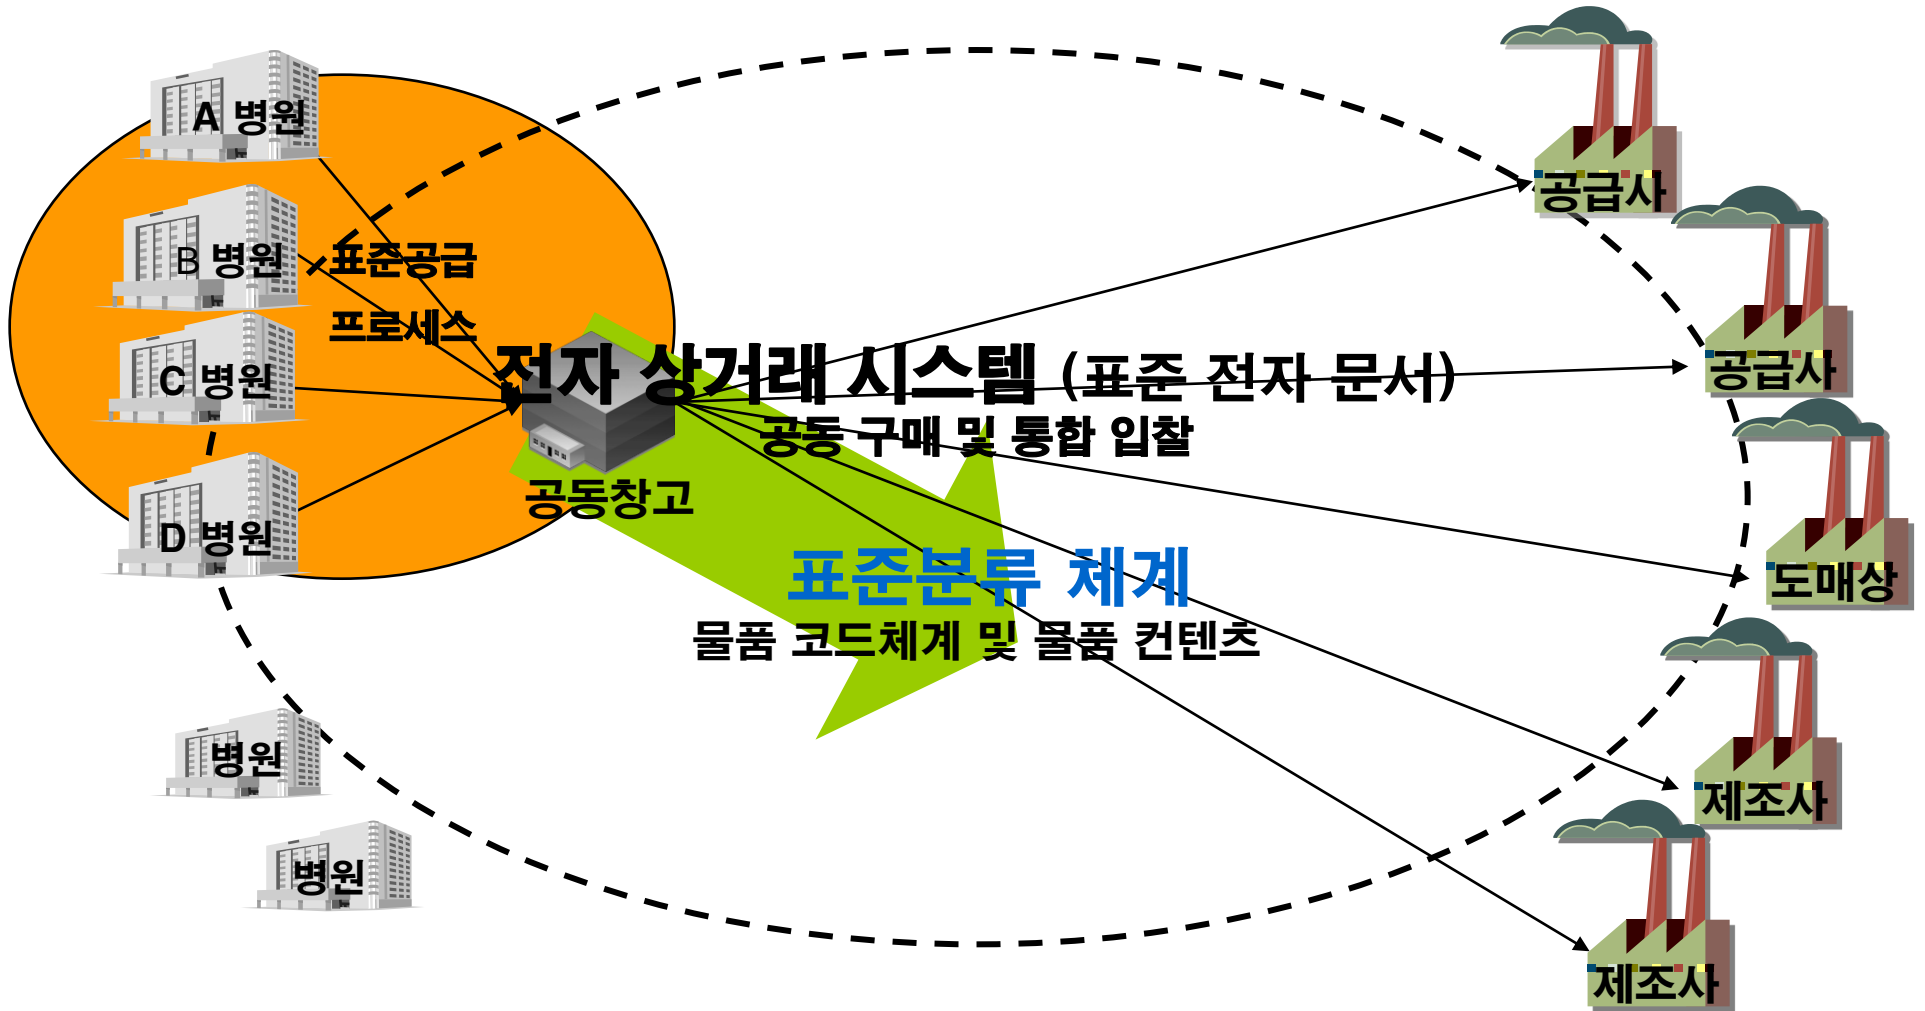 A 병원
B 병원
C 병원
D 병원
병원
병원
표준공급
프로세스
공동창고
전자 상거래 시스템 (표준 전자 문서)
공동 구매 및 통합 입찰
표준분류 체계
물품 코드체계 및 물품 컨텐츠
공급사
공급사
도매상
제조사
제조사